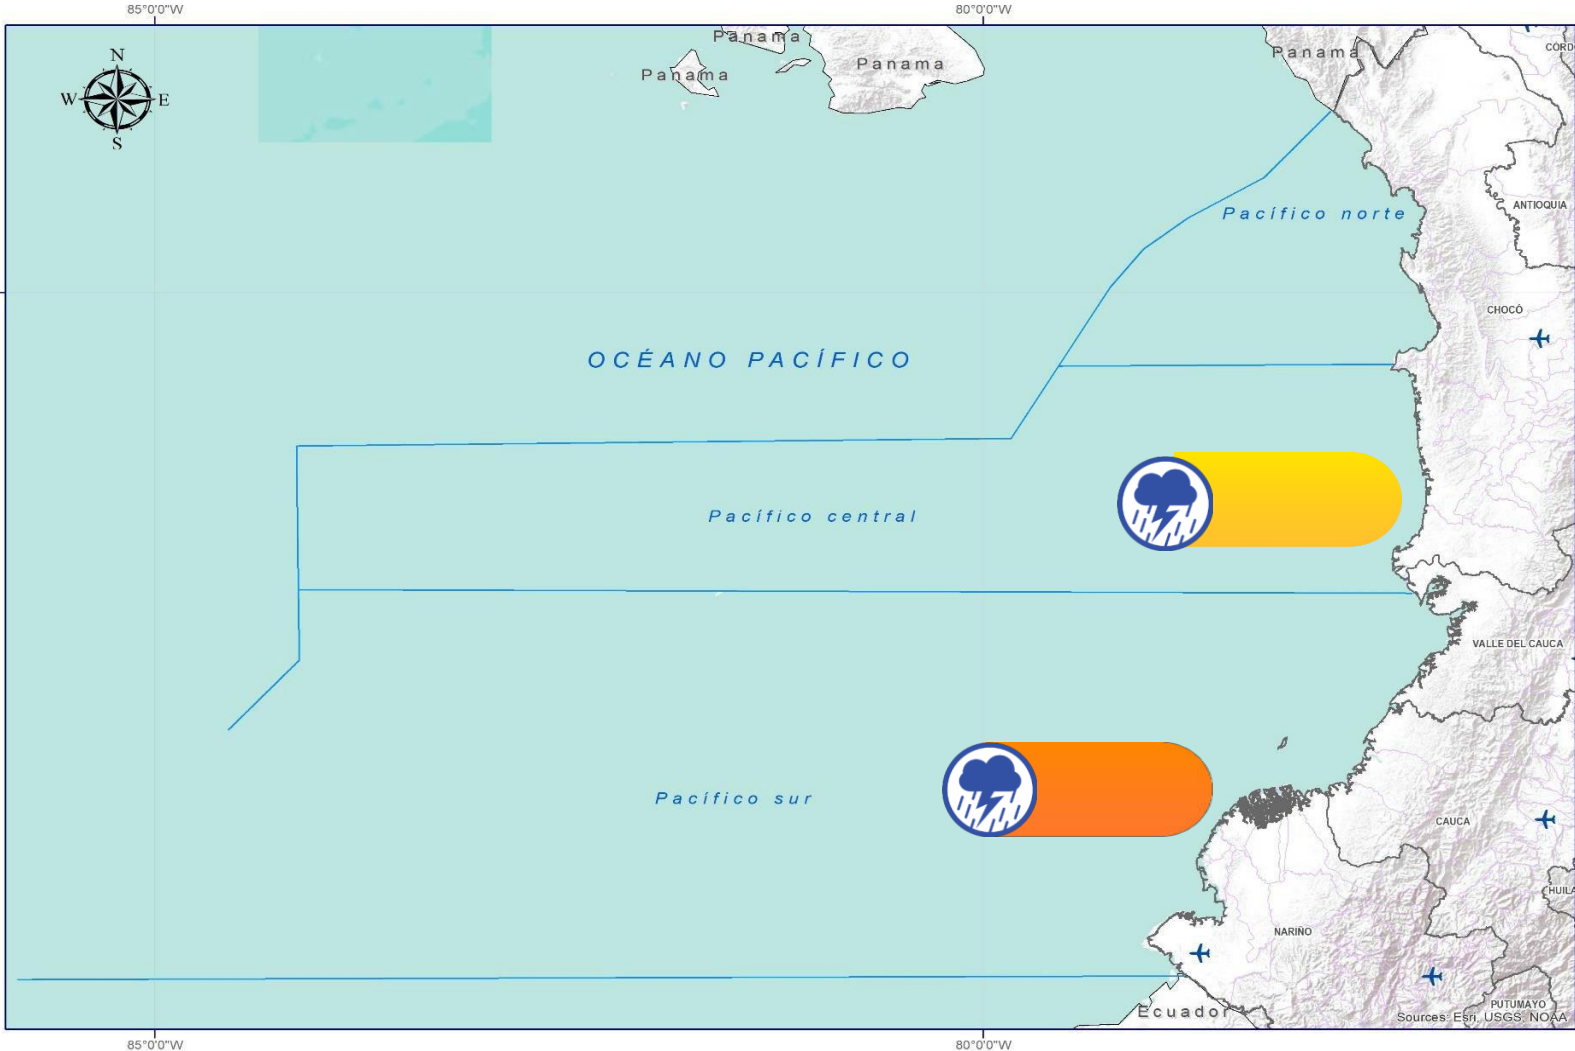 85°0'0"W
80°0'0"W
N
W
E
S
Panama
Panama
Panama
Panama
CÓRD
Pacífico norte
ANTIOQUIA
CHOCÓ
OCÉANO PACÍFICO
Pacífico central
VALLE DEL CAUCA
Pacífico sur
CAUCA
HUILA
NARIÑO
PUTUMAYO
Ecuador
Sources: Esri, USGS, NOAA
85°0'0"W
80°0'0"W